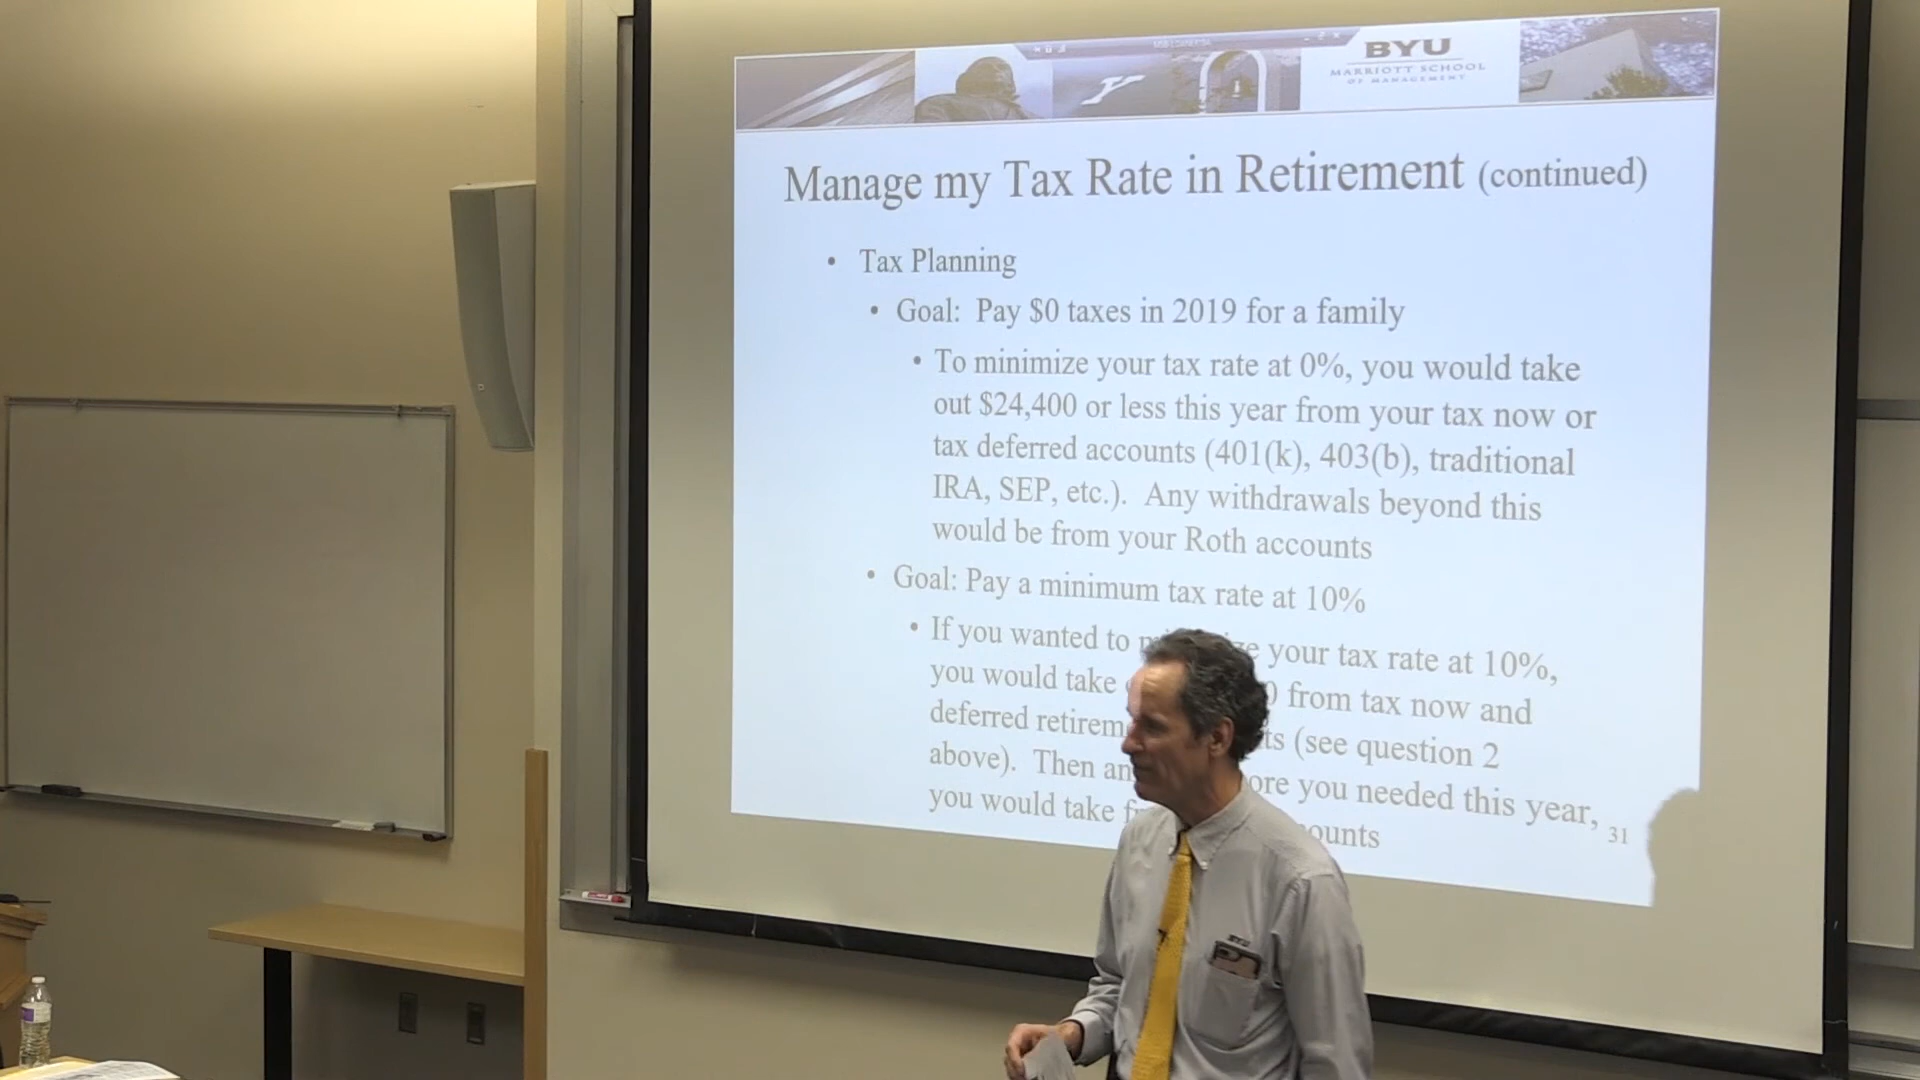 BYU
MARRIOTT SCHOOL
OF MANAGEMENT
Manage my Tax Rate in Retirement (continued)
• Tax Planning
• Goal: Pay $0 taxes in 2019 for a family
• To minimize your tax rate at 0%, you would take
out $24,400 or less this year from your tax now or
tax deferred accounts (401(k), 403(b), traditional
IRA, SEP, etc.). Any withdrawals beyond this
would be from your Roth accounts
• Goal: Pay a minimum tax rate at 10%
• If you wanted to your tax rate at 10%,
you would take from tax now and
deferred (see question 2
above). Then you needed this year,
you would take
31
BYU